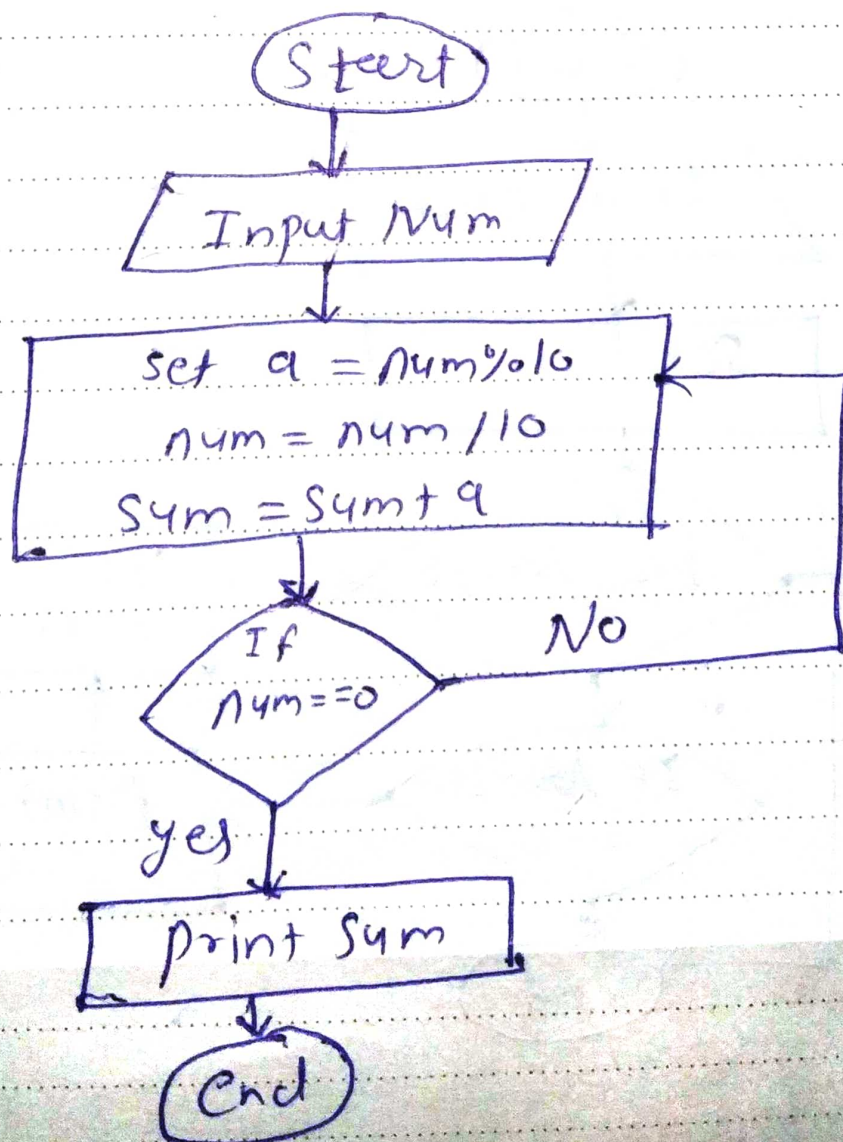 Start
Input Num
set a = num%10
num = num / 10
Sum = Sum + a
If
num==0
No
yes
print Sum
End